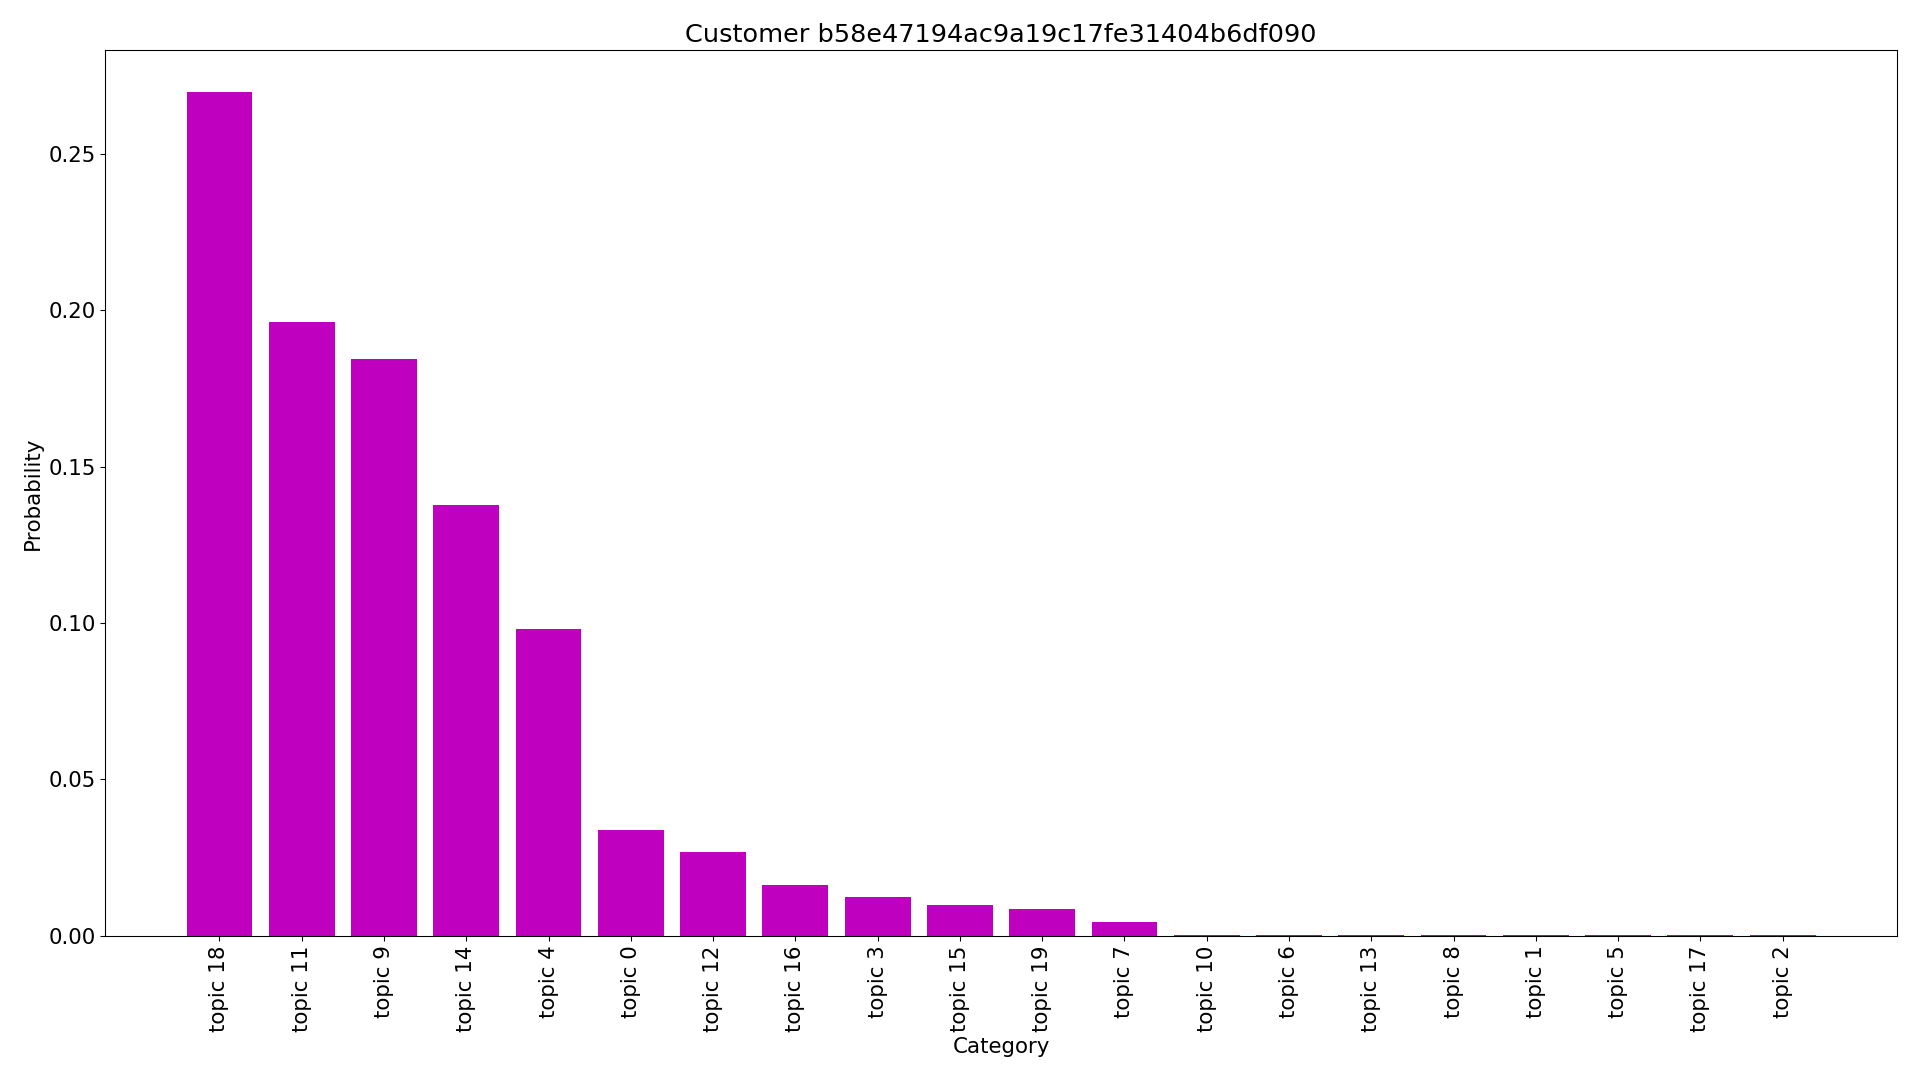 Customer b58e47194ac9a19c17fe31404b6df090
Probability
0.25
0.20
0.15
0.10
0.05
0.00
topic 18
topic 11
topic 9
topic 14
topic 4
topic 0
topic 12
topic 16
topic 3
topic 15
topic 19
topic 7
topic 10
topic 6
topic 13
topic 8
topic 1
topic 5
topic 17
topic 2
Category